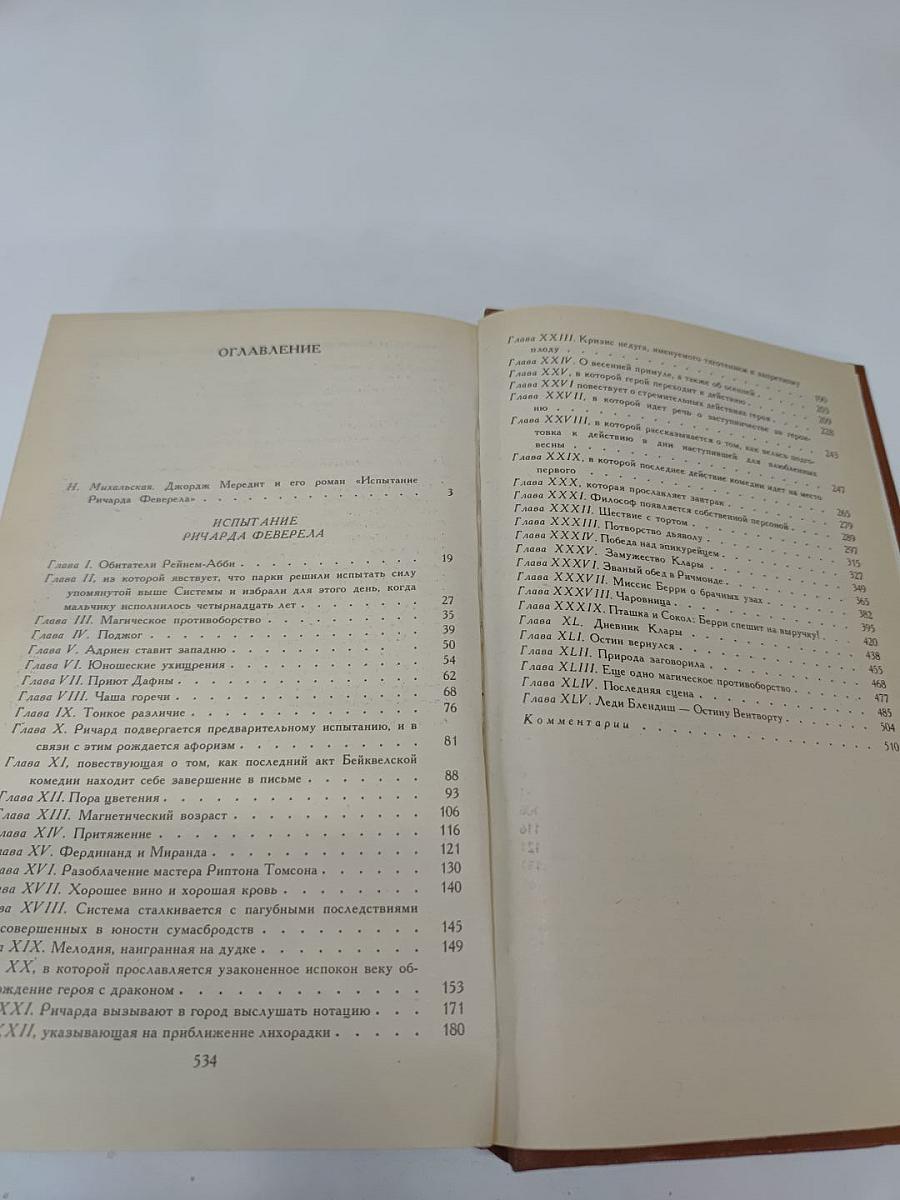 ОГЛАВЛЕНИЕ
Н. Михальская. Джордж Мередит и его роман «Испытание
Ричарда Феверела» . . . . . . . . . . . . . 3
ИСПЫТАНИЕ
РИЧАРДА ФЕВЕРЕЛА
Глава I. Обитатели Рейнем-Абби . . . . . . . . . . 19
Глава II, из которой явствует, что парки решили испытать силу
упомянутой выше Системы и избрали для этого день, когда
мальчику исполнилось четырнадцать лет . . . . . . . 27
Глава III. Магическое противоборство . . . . . . . . 35
Глава IV. Поджог . . . . . . . . . . . . . . 39
Глава V. Адриен ставит западню . . . . . . . . . . 50
Глава VI. Юношеские ухищрения . . . . . . . . . . 54
Глава VII. Приют Дафны . . . . . . . . . . . . 62
Глава VIII. Чаша горечи . . . . . . . . . . . . 68
Глава IX. Тонкое различие . . . . . . . . . . . 76
Глава X. Ричард подвергается предварительному испытанию, и в
связи с этим рождается афоризм . . . . . . . . . 81
Глава XI, повествующая о том, как последний акт Бейквелской
комедии находит себе завершение в письме . . . . . . 88
Глава XII. Пора цветения . . . . . . . . . . . . 93
лава XIII. Магнетический возраст . . . . . . . . . 106
лава XIV. Притяжение . . . . . . . . . . . . . 116
ава XV. Фердинанд и Миранда . . . . . . . . . . . 121
ава XVI. Разоблачение мастера Риптона Томсона . . . . . 130
ва XVII. Хорошее вино и хорошая кровь . . . . . . . 140
ва XVIII. Система сталкивается с пагубными последствиями
совершенных в юности сумасбродств . . . . . . . . 145
а XIX. Мелодия, наигранная на дудке . . . . . . . . 149
XX, в которой прославляется узаконенное испокон веку об-
ждение героя с драконом . . . . . . . . . . . . 153
XXI. Ричарда вызывают в город выслушать нотацию . . . 171
XXII, указывающая на приближение лихорадки . . . . . 180
534
Глава XXIII. Кризис недуга, именуемого тяготением к запретному
плоду . . . . . . . . . . . . . . . 190
Глава XXIV. О весенней примуле, а также об осенней . . . . 203
Глава XXV, в которой герой переходит к действию . . . . 209
Глава XXVI повествует о стремительных действиях героя . . . 228
Глава XXVII, в которой идет речь о заступничестве за герои-
ню . . . . . . . . . . . . . . . . 243
Глава XXVIII, в которой рассказывается о том, как велась подго-
товка к действию в дни наступившей для влюбленных
весны . . . . . . . . . . . . . . . 247
Глава XXIX, в которой последнее действие комедии идет на место
первого . . . . . . . . . . . . . . 265
Глава XXX, которая прославляет завтрак . . . . . . . 279
Глава XXXI. Философ появляется собственной персоной . . . 289
Глава XXXII. Шествие с тортом . . . . . . . . . . 297
Глава XXXIII. Потворство дьяволу . . . . . . . . . 315
Глава XXXIV. Победа над эпикурейцем . . . . . . . . 327
Глава XXXV. Замужество Клары . . . . . . . . . . 349
Глава XXXVI. Званый обед в Ричмонде . . . . . . . . 365
Глава XXXVII. Миссис Берри о брачных узах . . . . . . 382
Глава XXXVIII. Чаровница . . . . . . . . . . . 395
Глава XXXIX. Пташка и Сокол: Берри спешит на выручку! . . 420
Глава XL. Дневник Клары . . . . . . . . . . . . 438
Глава XLI. Остин вернулся . . . . . . . . . . . 455
Глава XLII. Природа заговорила . . . . . . . . . . 468
Глава XLIII. Еще одно магическое противоборство . . . . 477
Глава XLIV. Последняя сцена . . . . . . . . . . . 485
Глава XLV. Леди Блендиш — Остину Вентворту . . . . . . 504
Комментарии . . . . . . . . . . . . . . . 510